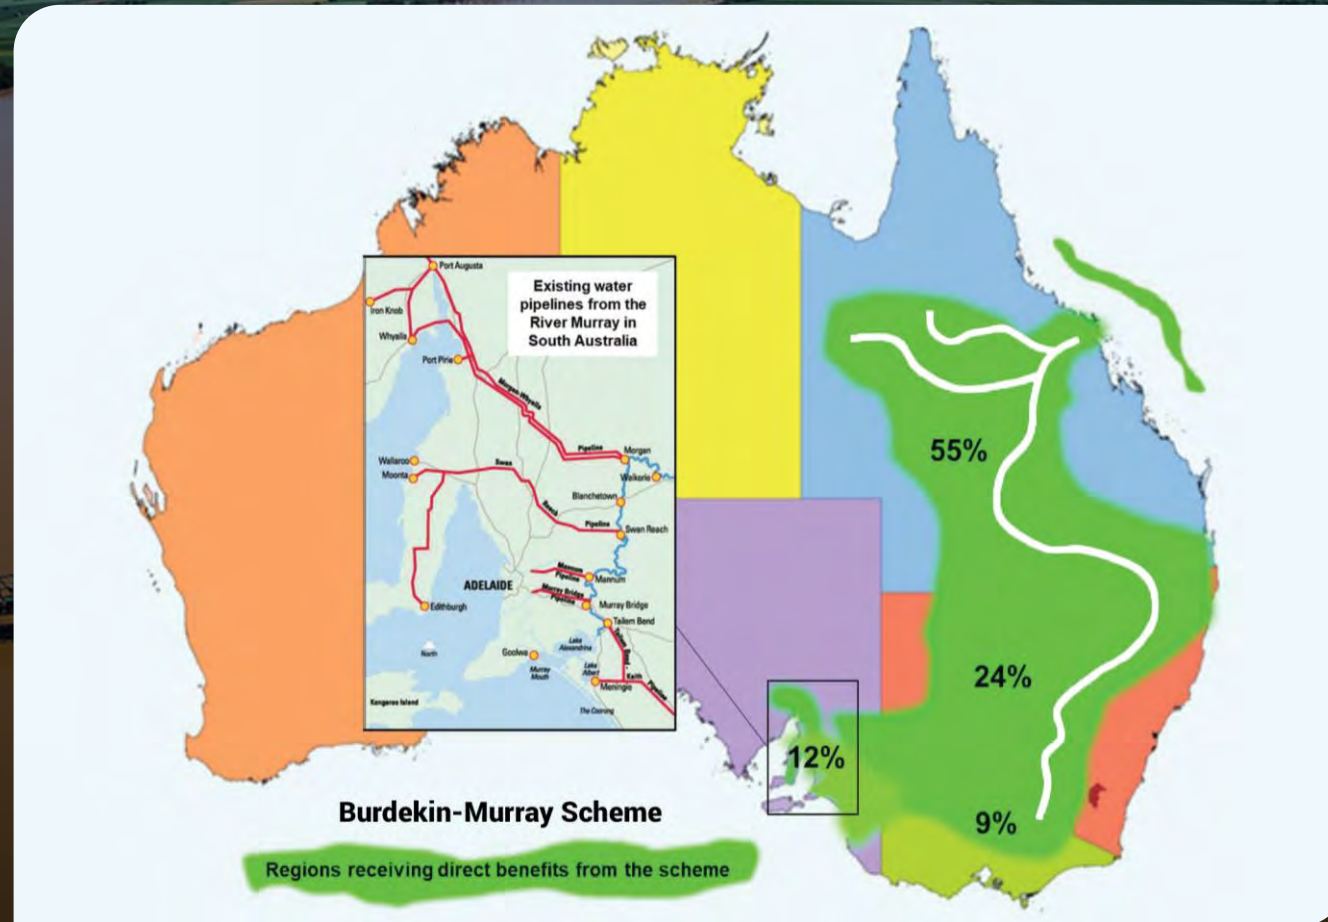 Port Augusta
Existing water
pipelines from the
River Murray in
South Australia
Iron Knob
Whyalla
Port Pirie
Morgan-Whyalla
Pipeline
Morgan
Wallaroo
Moonta
Swan
Waikerie
Blanchetown
Reach
Pipeline
Swan Reach
Mannum
Pipeline
Mannum
ADELAIDE
Murray Bridge
Pipeline
Murray Bridge
Edithburgh
Tailem Bend
Tailem Bend
Lake
Alexandrina
Goolwa
North
Murray
Mouth
Lake
Albert
Keith
Meningie
Pipeline
Kangaroo Island
The Coorong
55%
24%
12%
9%
Burdekin-Murray Scheme
Regions receiving direct benefits from the scheme